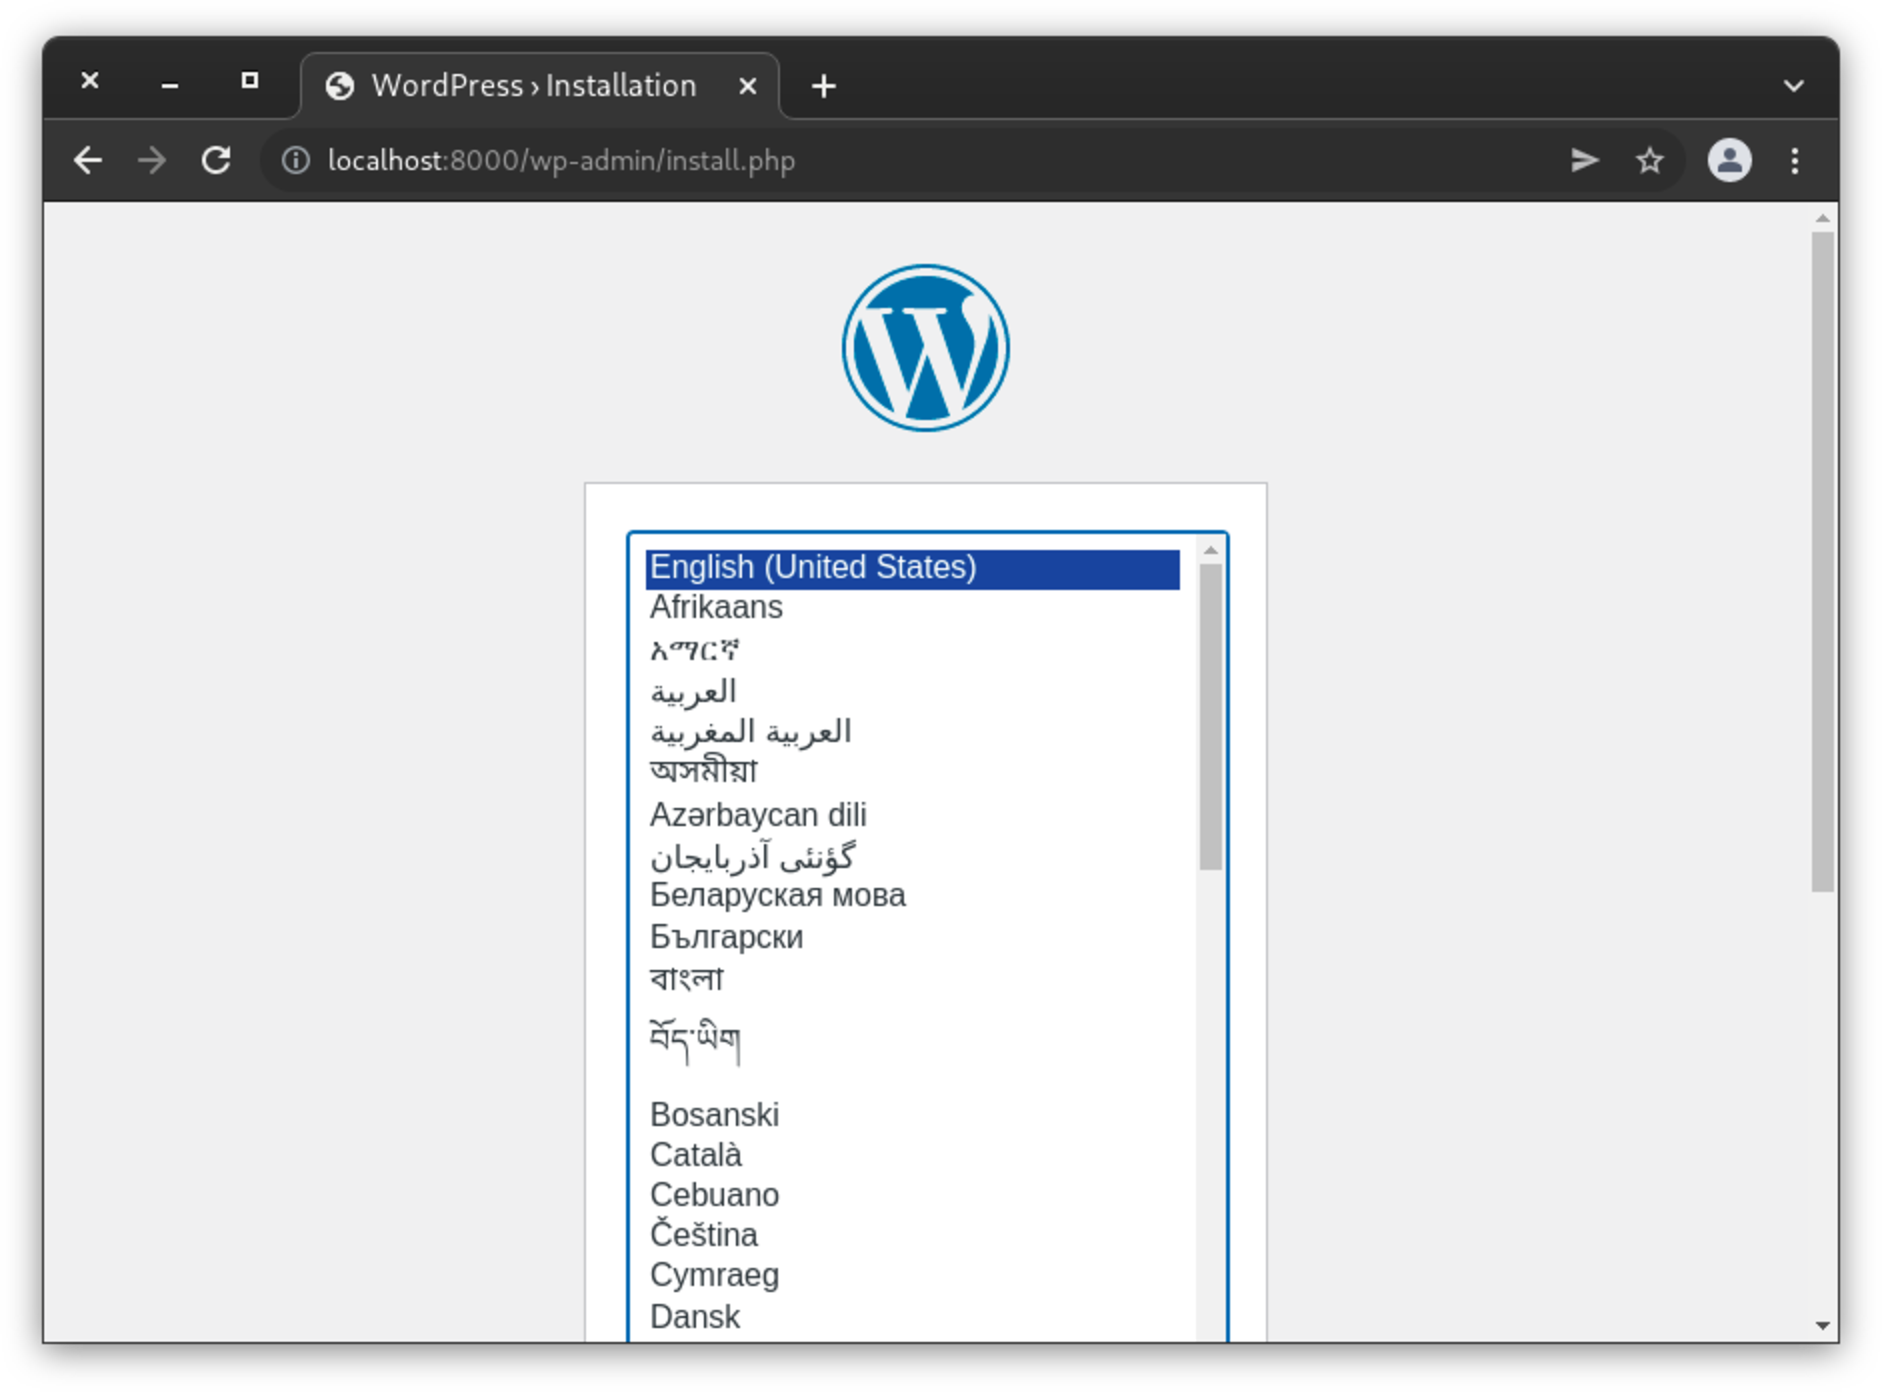 WordPress › Installation
localhost:8000/wp-admin/install.php
English (United States)
Afrikaans
አማርኛ
العربية
العربية المغربية
অসমীয়া
Azərbaycan dili
گؤنئی آذربایجان
Беларуская мова
Български
বাংলা
བོད་ཡིག
Bosanski
Català
Cebuano
Čeština
Cymraeg
Dansk